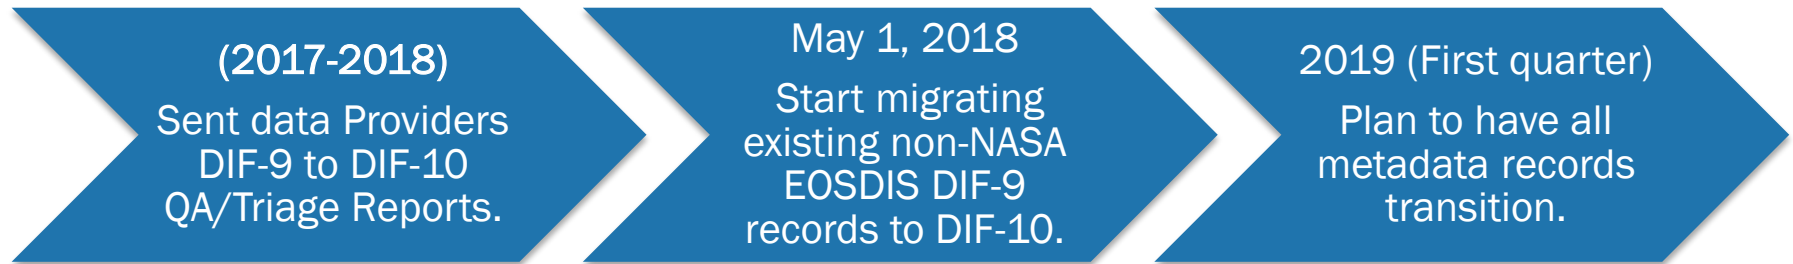 (2017-2018)
Sent data Providers
DIF-9 to DIF-10
QA/Triage Reports.
May 1, 2018
Start migrating
existing non-NASA
EOSDIS DIF-9
records to DIF-10.
2019 (First quarter)
Plan to have all
metadata records
transition.